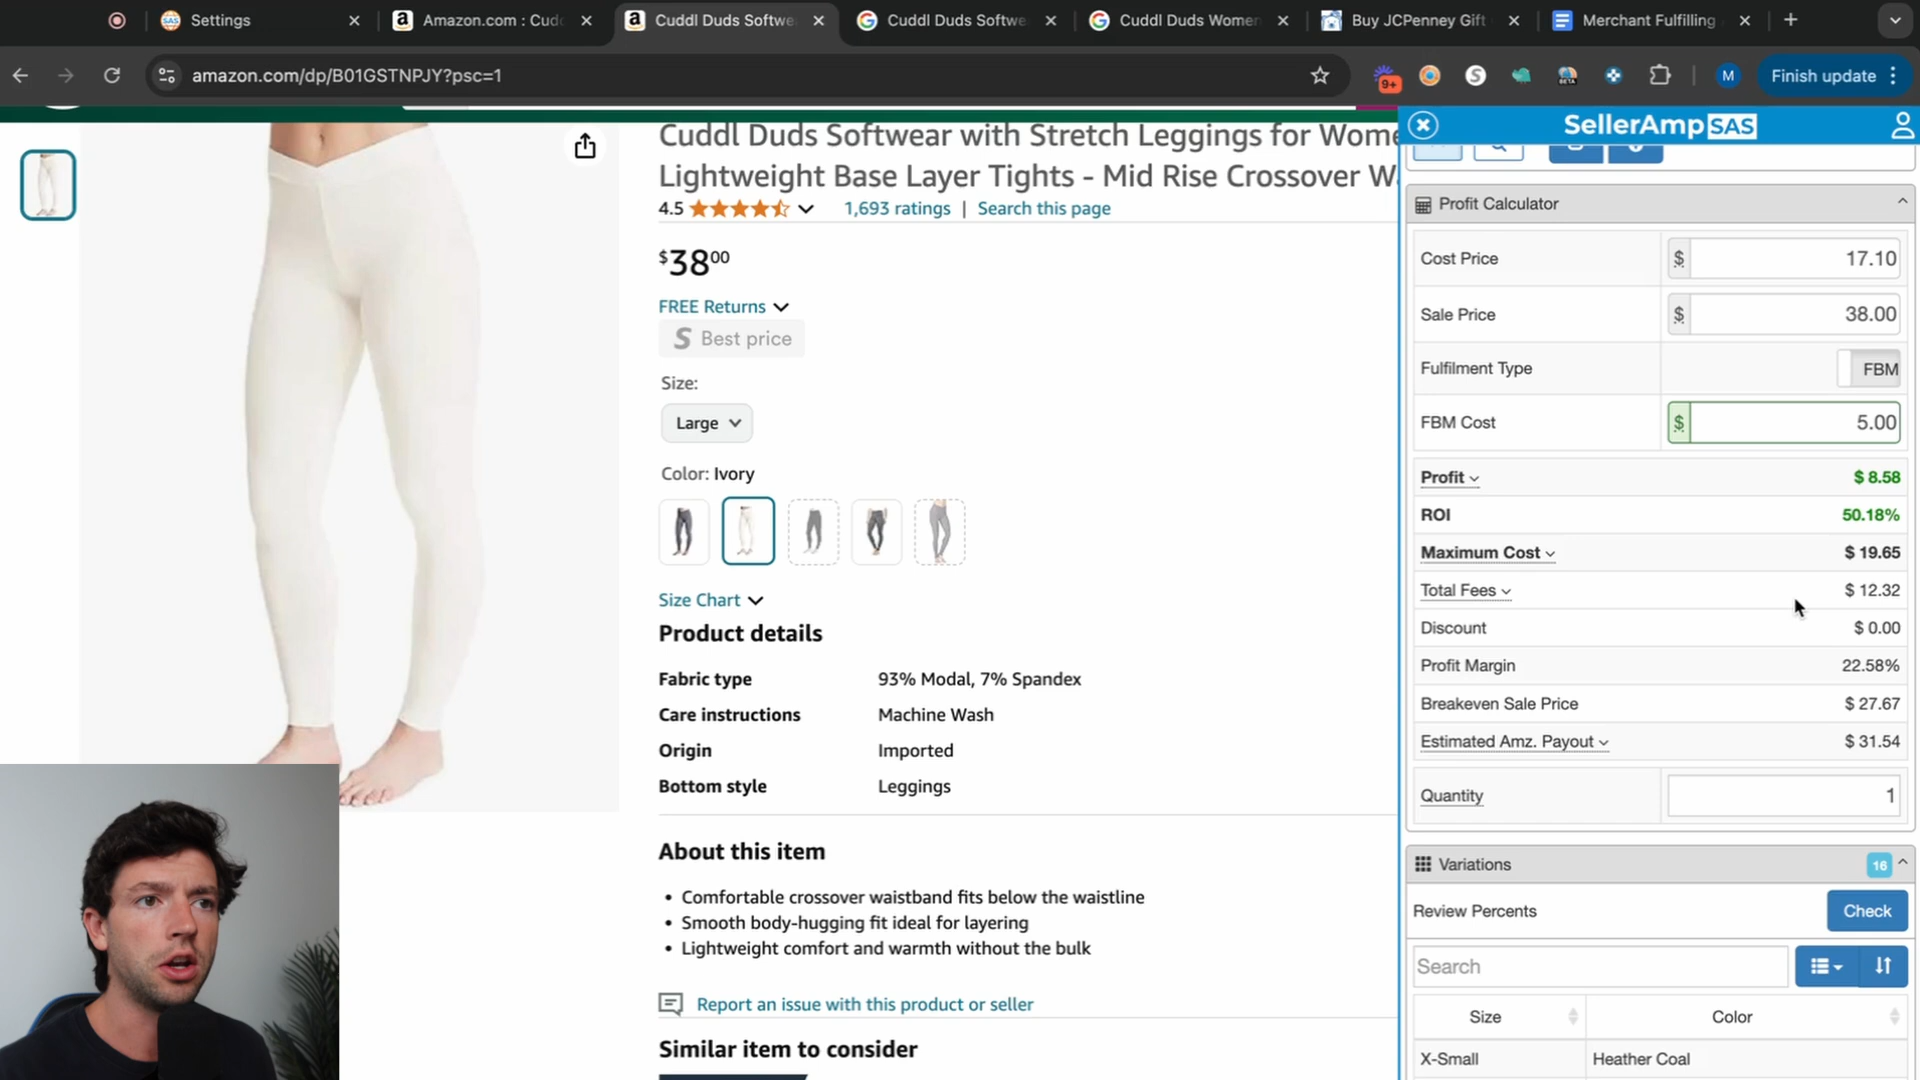 Settings
Amazon.com : Cudd
Cuddl Duds Softwe
Cuddl Duds Softwe
Cuddl Duds Women
Buy JCPenney Gift
Merchant Fulfilling
amazon.com/dp/B01GSTNPJY?psc=1
9+
BETA
M
Finish update
Cuddl Duds Softwear with Stretch Leggings for Wome
Lightweight Base Layer Tights - Mid Rise Crossover W
4.5
1,693 ratings | Search this page
$38 00
FREE Returns
S Best price
Size:
Large
Color: Ivory
Size Chart
Product details
Fabric type 93% Modal, 7% Spandex
Care instructions Machine Wash
Origin Imported
Bottom style Leggings
About this item
• Comfortable crossover waistband fits below the waistline
• Smooth body-hugging fit ideal for layering
• Lightweight comfort and warmth without the bulk
Report an issue with this product or seller
Similar item to consider
SellerAmp SAS
Profit Calculator
Cost Price $ 17.10
Sale Price $ 38.00
Fulfilment Type FBM
FBM Cost $ 5.00
Profit $ 8.58
ROI 50.18%
Maximum Cost $ 19.65
Total Fees $ 12.32
Discount $ 0.00
Profit Margin 22.58%
Breakeven Sale Price $ 27.67
Estimated Amz. Payout $ 31.54
Quantity 1
Variations 16
Review Percents Check
Search
Size Color
X-Small Heather Coal